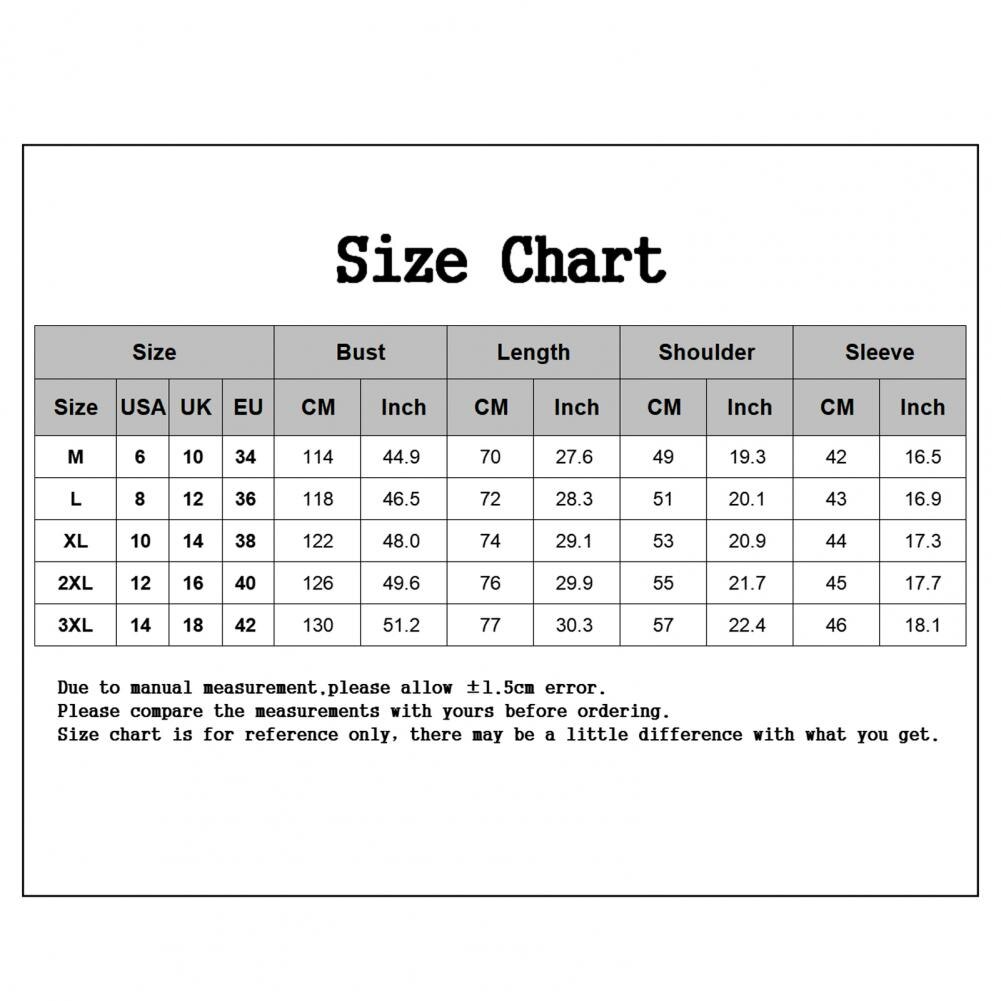 Size Chart
Size Bust Length Shoulder Sleeve
Size USA UK EU CM Inch CM Inch CM Inch CM Inch
M 6 10 34 114 44.9 70 27.6 49 19.3 42 16.5
L 8 12 36 118 46.5 72 28.3 51 20.1 43 16.9
XL 10 14 38 122 48.0 74 29.1 53 20.9 44 17.3
2XL 12 16 40 126 49.6 76 29.9 55 21.7 45 17.7
3XL 14 18 42 130 51.2 77 30.3 57 22.4 46 18.1
Due to manual measurement,please allow ±1.5cm error.
Please compare the measurements with yours before ordering.
Size chart is for reference only, there may be a little difference with what you get.